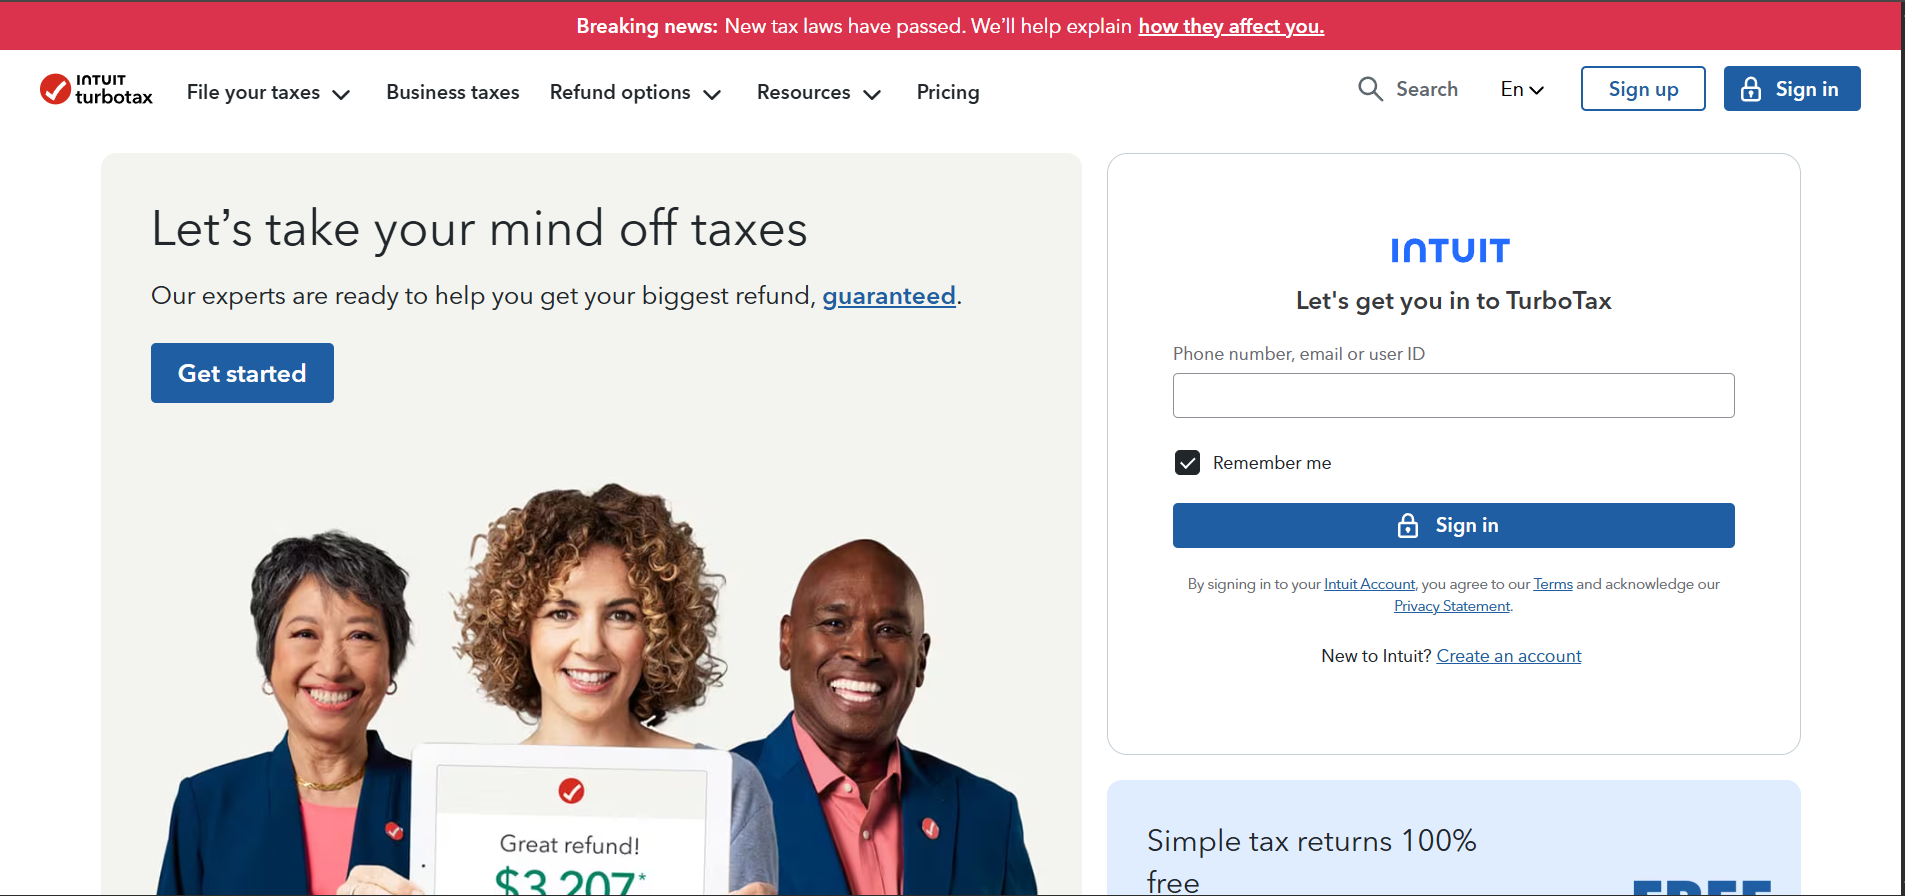 Breaking news: New tax laws have passed. We’ll help explain how they affect you.
INTUIT
turbotax
File your taxes
Business taxes
Refund options
Resources
Pricing
Search
En
Sign up
Sign in
Let’s take your mind off taxes
Our experts are ready to help you get your biggest refund, guaranteed.
Get started
Great refund!
$3,207*
INTUIT
Let's get you in to TurboTax
Phone number, email or user ID
Remember me
Sign in
By signing in to your Intuit Account, you agree to our Terms and acknowledge our
Privacy Statement.
New to Intuit? Create an account
Simple tax returns 100%
free
FREE